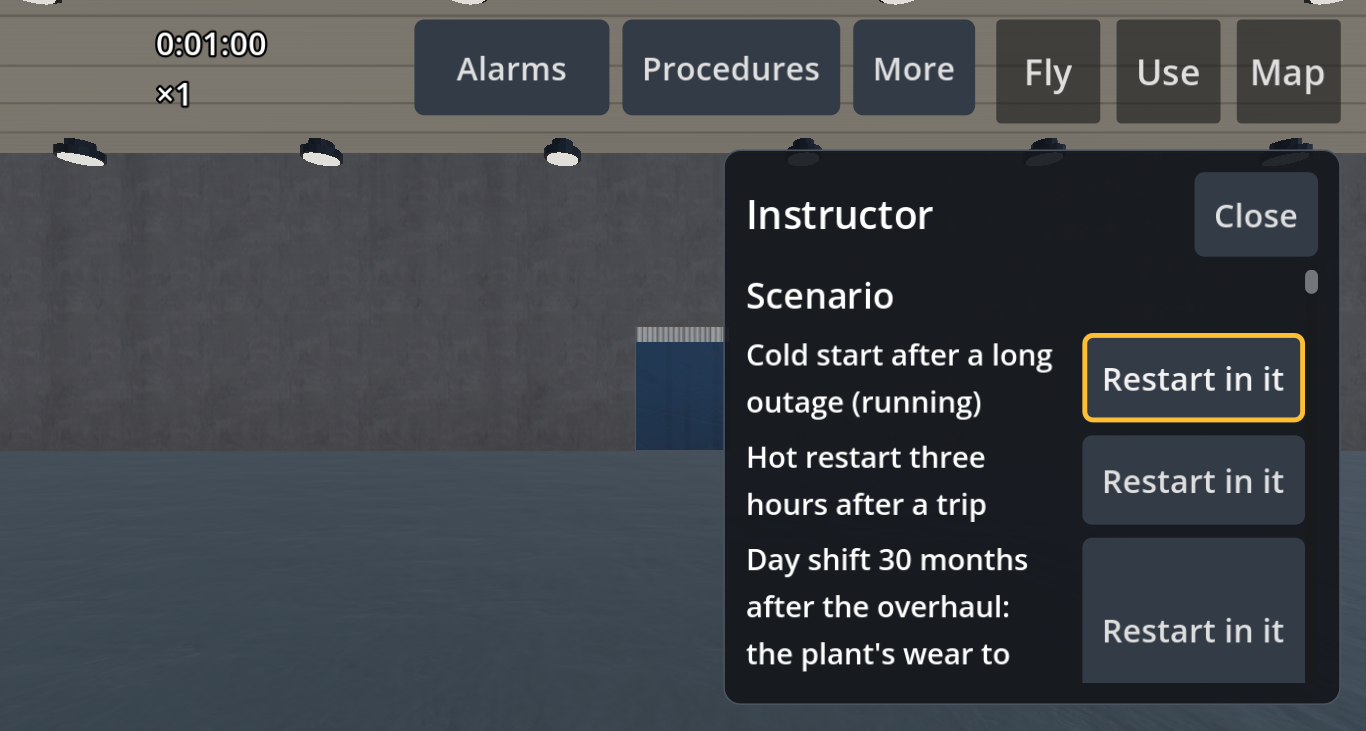 0:01:00
×1
Alarms
Procedures
More
Fly
Use
Map
Instructor
Close
Scenario
Cold start after a long
outage (running)
Restart in it
Hot restart three
hours after a trip
Restart in it
Day shift 30 months
after the overhaul:
the plant's wear to
Restart in it